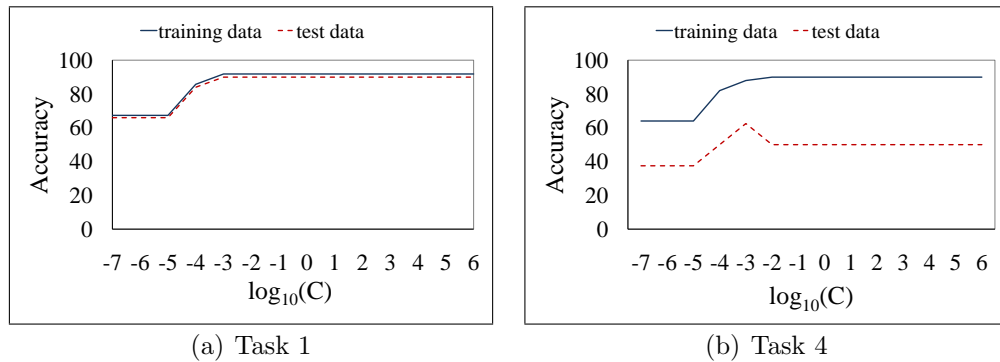 training data test data
100
80
60
40
20
0
Accuracy
-7 -6 -5 -4 -3 -2 -1 0 1 2 3 4 5 6
log10(C)
(a) Task 1
training data test data
100
80
60
40
20
0
Accuracy
-7 -6 -5 -4 -3 -2 -1 0 1 2 3 4 5 6
log10(C)
(b) Task 4